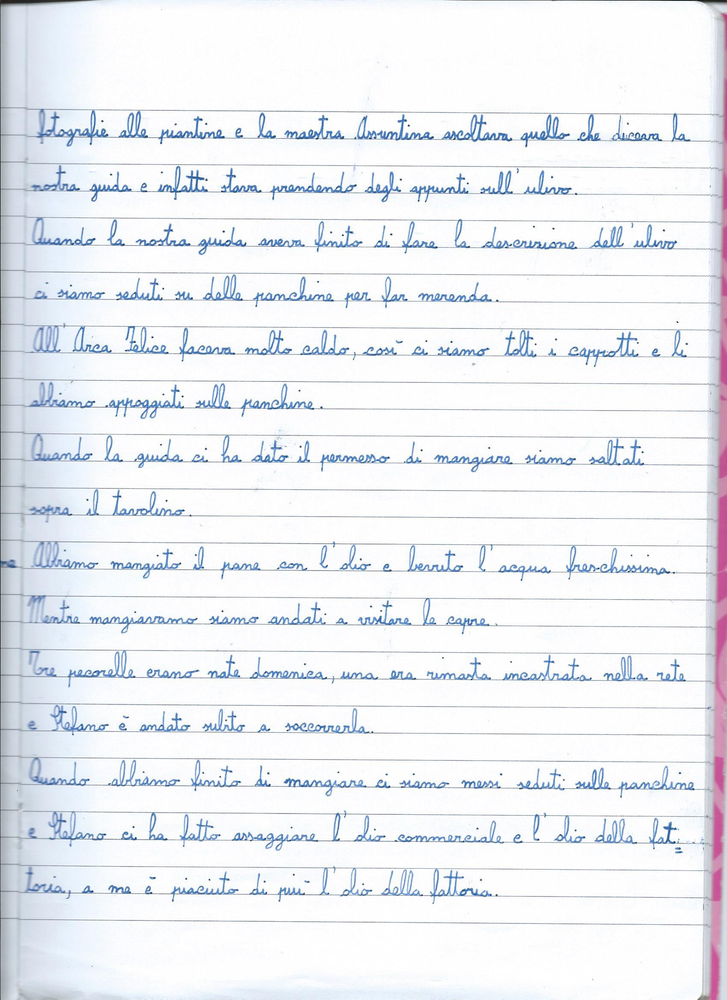 fotografie alle piantine e la maestra Assuntina ascoltava quello che diceva la
nostra guida e infatti stava prendendo degli appunti sull'ulivo.
Quando la nostra guida aveva finito di fare la descrizione dell'ulivo
ci siamo seduti su delle panchine per far merenda.
All'Arca Felice faceva molto caldo, così ci siamo tolti i cappotti e li
abbiamo appoggiati sulle panchine.
Quando la guida ci ha dato il permesso di mangiare siamo saltati
sopra il tavolino.
Abbiamo mangiato il pane con l'olio e bevuto l'acqua freschissima.
Mentre mangiavamo siamo andati a visitare le capre.
Tre pecorelle erano nate domenica, una era rimasta incastrata nella rete
e Stefano è andato subito a soccorrerla.
Quando abbiamo finito di mangiare ci siamo messi seduti sulle panchine
e Stefano ci ha fatto assaggiare l'olio commerciale e l'olio della fat=
toria, a me è piaciuto di più l'olio della fattoria.